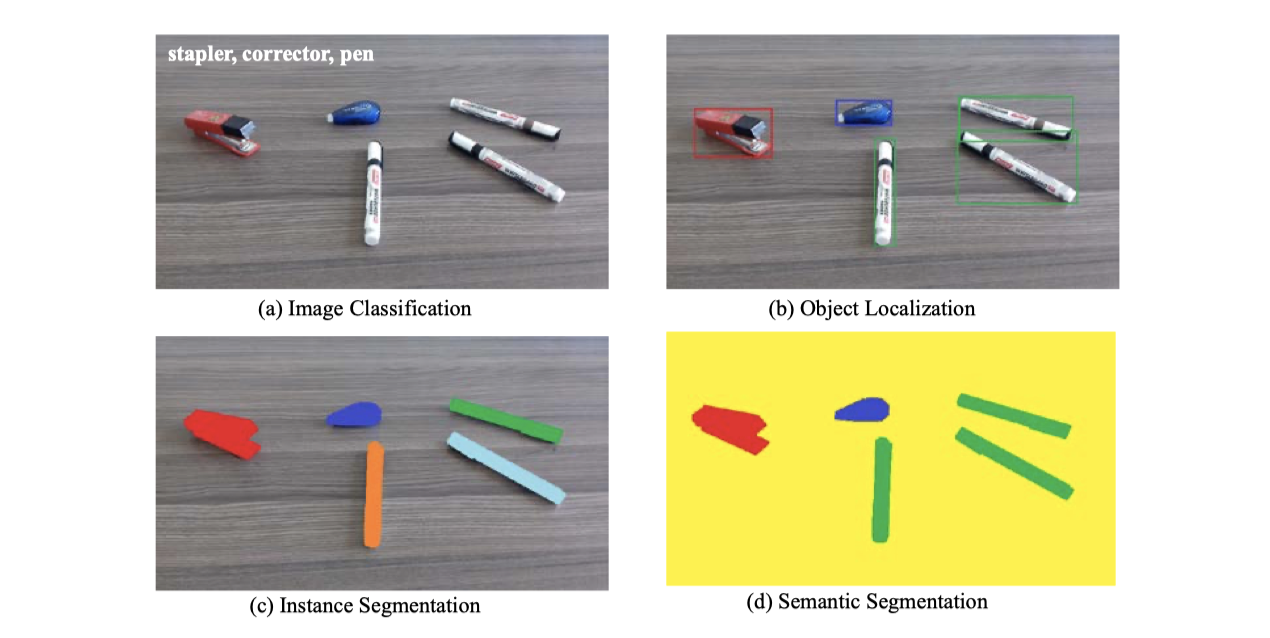 stapler, corrector, pen
(a) Image Classification
(b) Object Localization
(c) Instance Segmentation
(d) Semantic Segmentation